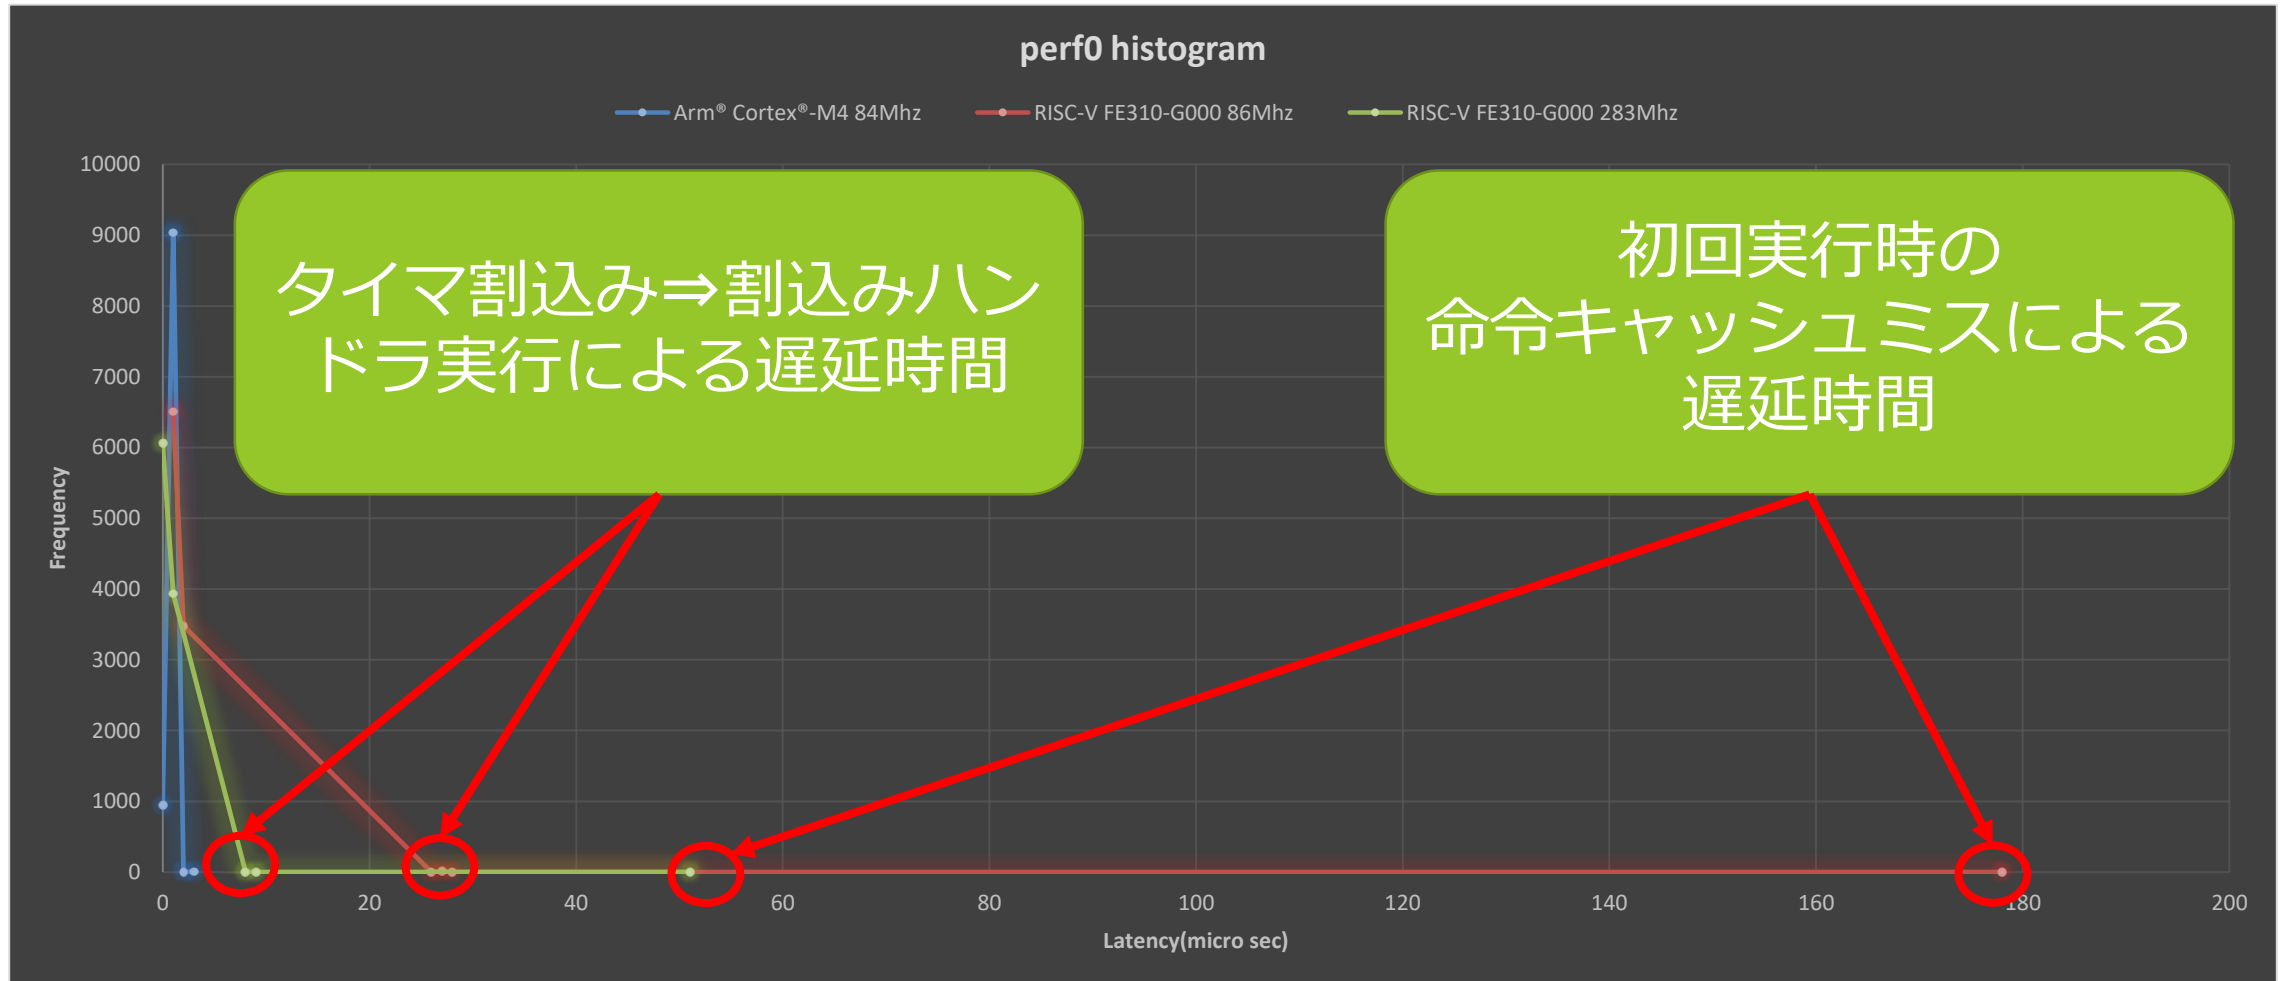 perf0 histogram
Arm® Cortex®-M4 84Mhz
RISC-V FE310-G000 86Mhz
RISC-V FE310-G000 283Mhz
10000
9000
8000
7000
6000
5000
4000
3000
2000
1000
0
Frequency
タイマ割込み⇒割込みハン
ドラ実行による遅延時間
初回実行時の
命令キャッシュミスによる
遅延時間
0 20 40 60 80 100 120 140 160 180 200
Latency(micro sec)